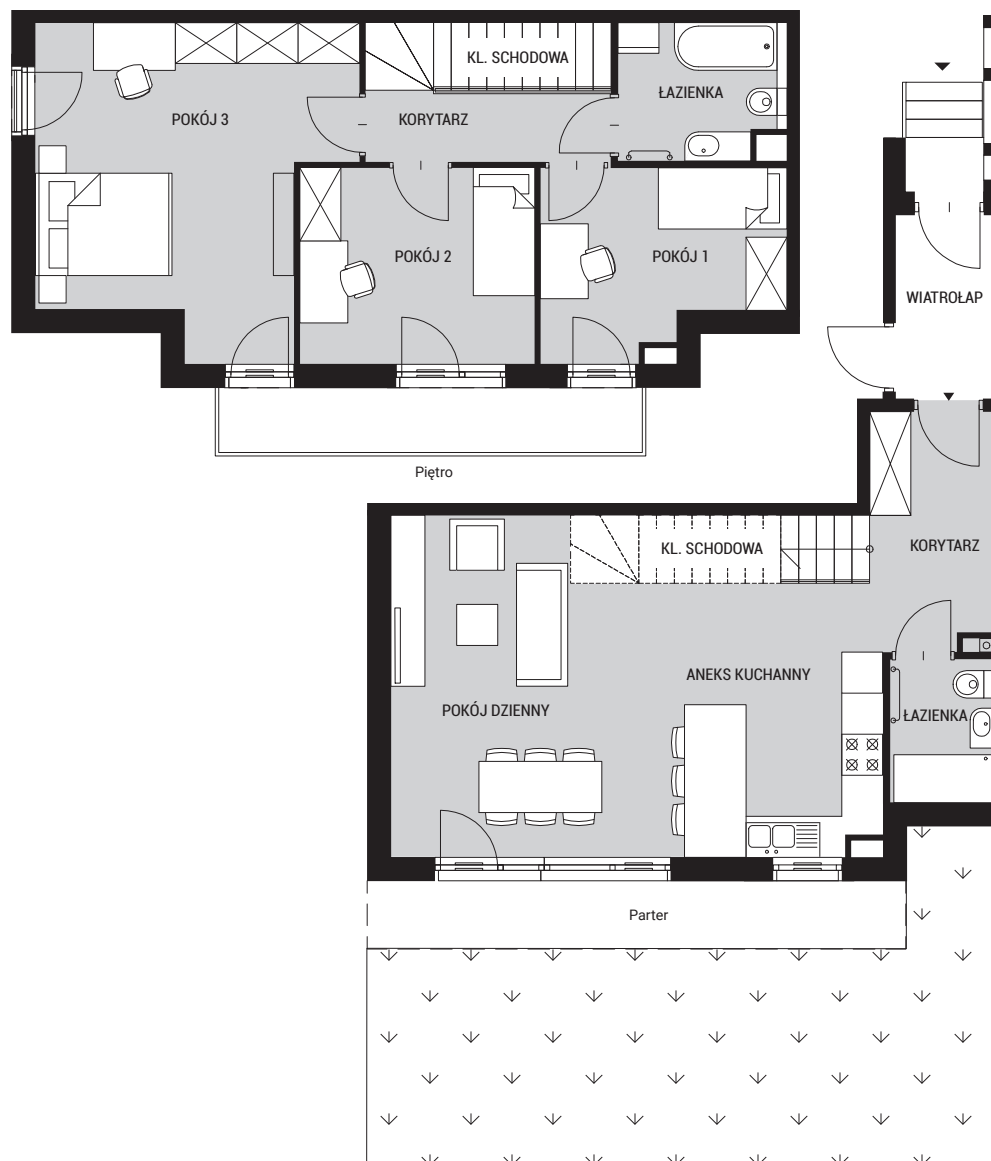 KL. SCHODOWA
ŁAZIENKA
POKÓJ 3
KORYTARZ
POKÓJ 2
POKÓJ 1
WIATROŁAP
Piętro
KL. SCHODOWA
KORYTARZ
ANEKS KUCHANNY
POKÓJ DZIENNY
ŁAZIENKA
Parter